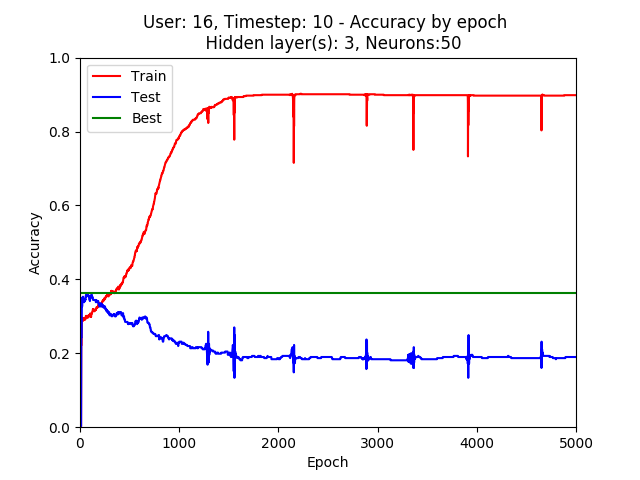 User: 16, Timestep: 10 - Accuracy by epoch
Hidden layer(s): 3, Neurons:50
1.0
0.8
0.6
0.4
0.2
0.0
Accuracy
Train
Test
Best
0
1000
2000
3000
4000
5000
Epoch